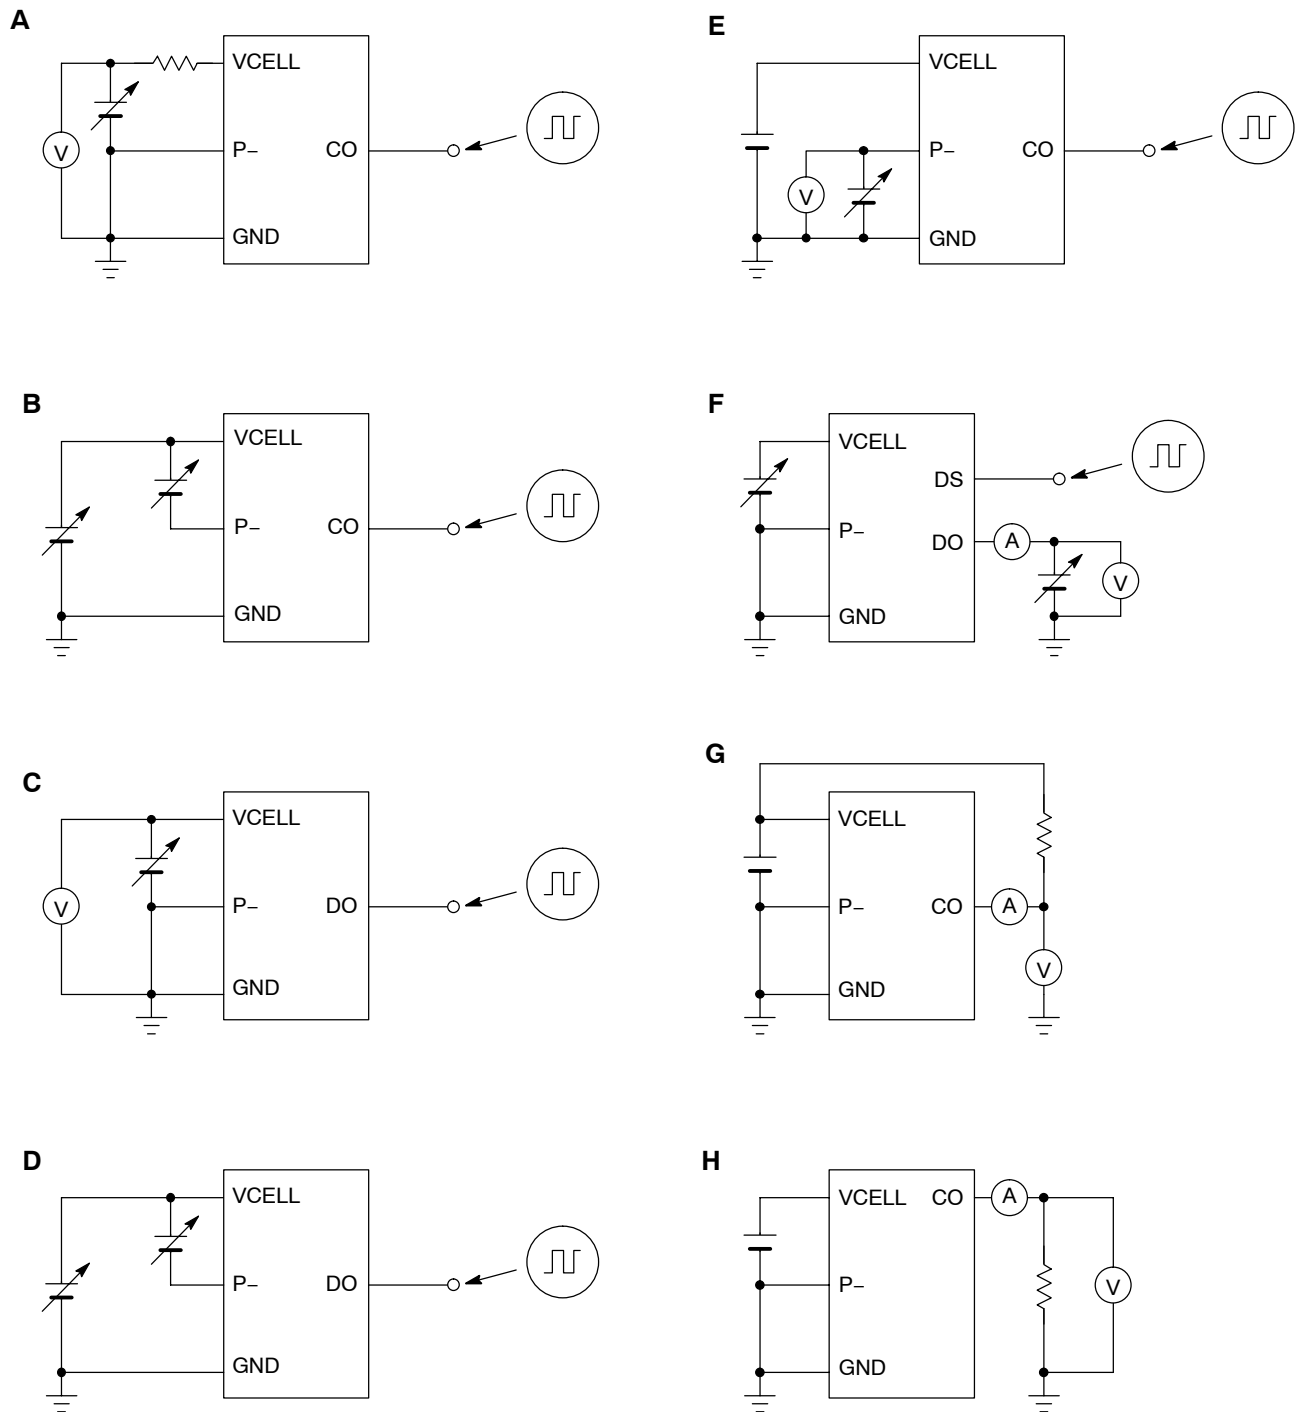 A
VCELL
V
P–
CO
GND
B
VCELL
P–
CO
GND
C
VCELL
V
P–
DO
GND
D
VCELL
P–
DO
GND
E
VCELL
P–
CO
V
GND
F
VCELL
DS
P–
DO
A
V
GND
G
VCELL
P–
CO
A
V
GND
H
VCELL
CO
A
P–
V
GND